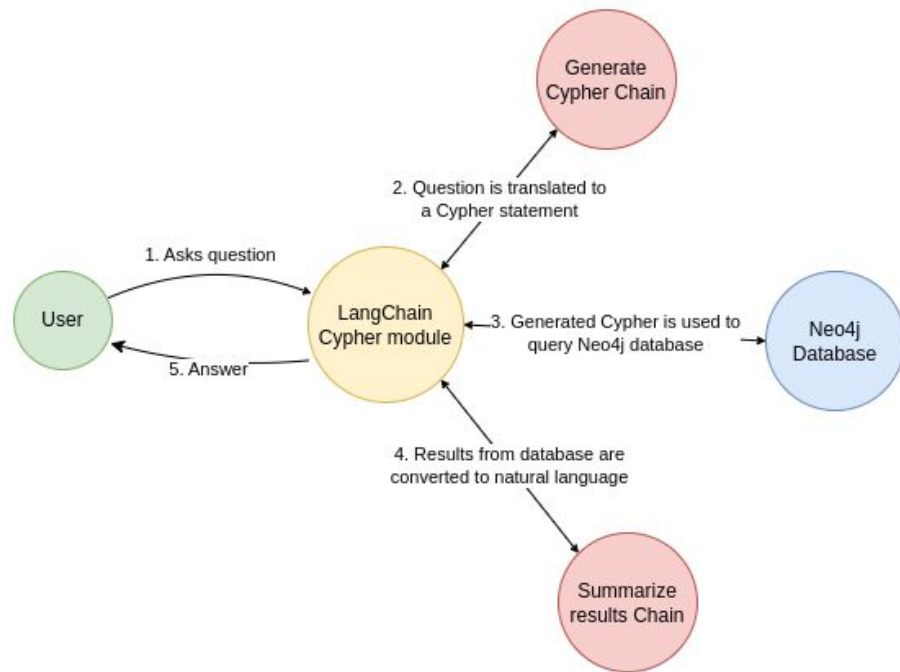 Generate
Cypher Chain
2. Question is translated to
a Cypher statement
1. Asks question
User
LangChain
Cypher module
3. Generated Cypher is used to
query Neo4j database
Neo4j
Database
5. Answer
4. Results from database are
converted to natural language
Summarize
results Chain